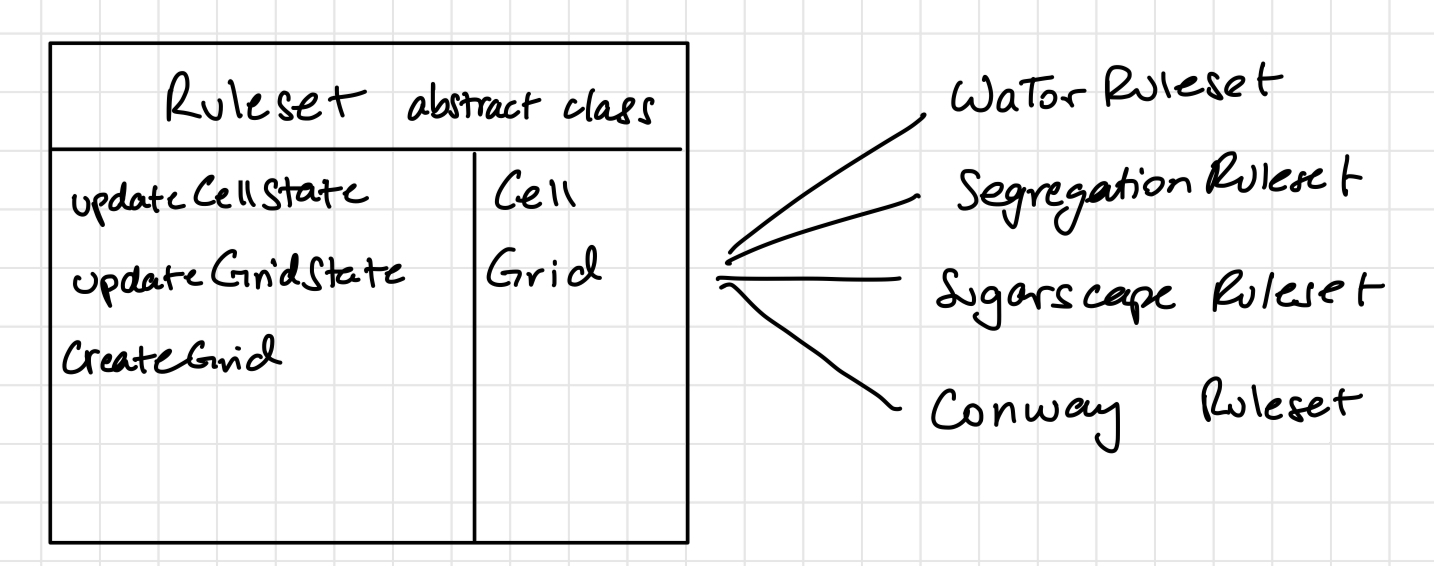 Ruleset abstract class
updateCellState
Cell
updateGridState
Grid
CreateGrid
WaTor Ruleset
Segregation Ruleset
Sugarscape Ruleset
Conway Ruleset